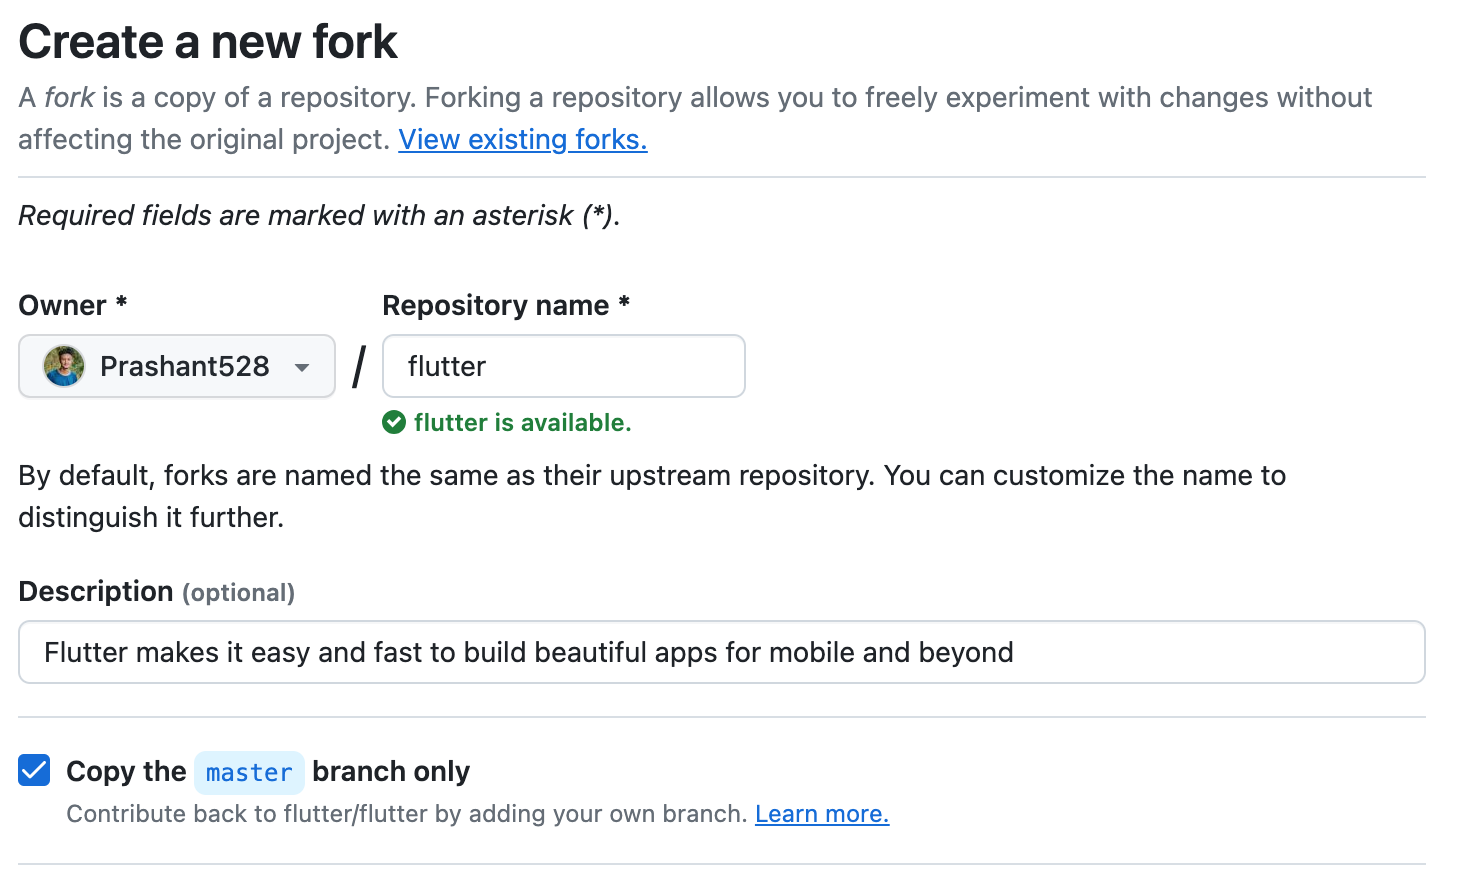 Create a new fork
A fork is a copy of a repository. Forking a repository allows you to freely experiment with changes without
affecting the original project. View existing forks.
Required fields are marked with an asterisk (*).
Owner *
Repository name *
Prashant528 / flutter
flutter is available.
By default, forks are named the same as their upstream repository. You can customize the name to
distinguish it further.
Description (optional)
Flutter makes it easy and fast to build beautiful apps for mobile and beyond
Copy the master branch only
Contribute back to flutter/flutter by adding your own branch. Learn more.